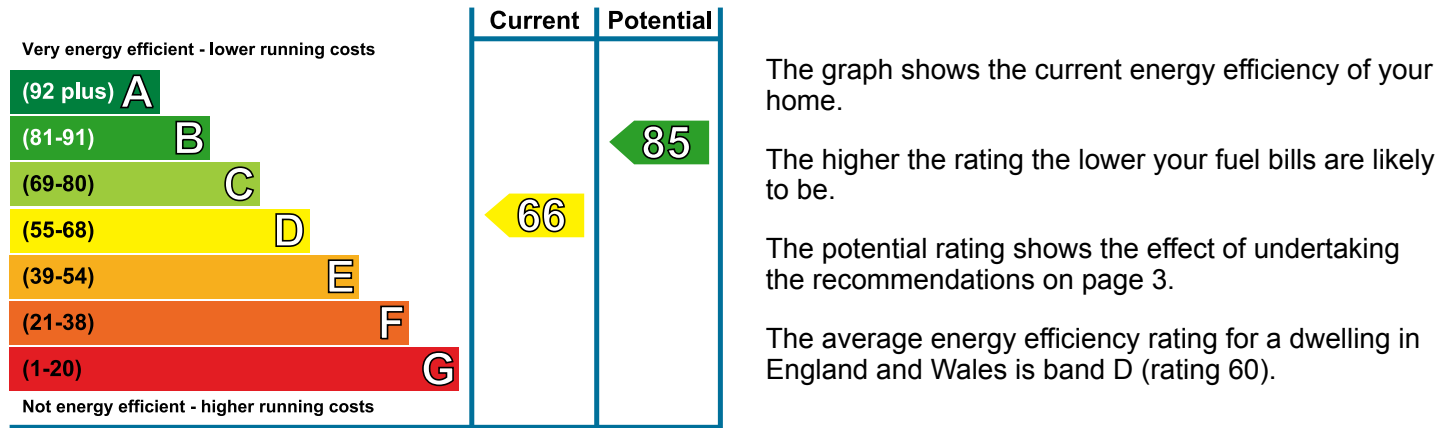 Current Potential
Very energy efficient - lower running costs
(92 plus) A
(81-91) B
85
(69-80) C
(55-68) D
66
(39-54) E
(21-38) F
(1-20) G
Not energy efficient - higher running costs
The graph shows the current energy efficiency of your
home.
The higher the rating the lower your fuel bills are likely
to be.
The potential rating shows the effect of undertaking
the recommendations on page 3.
The average energy efficiency rating for a dwelling in
England and Wales is band D (rating 60).